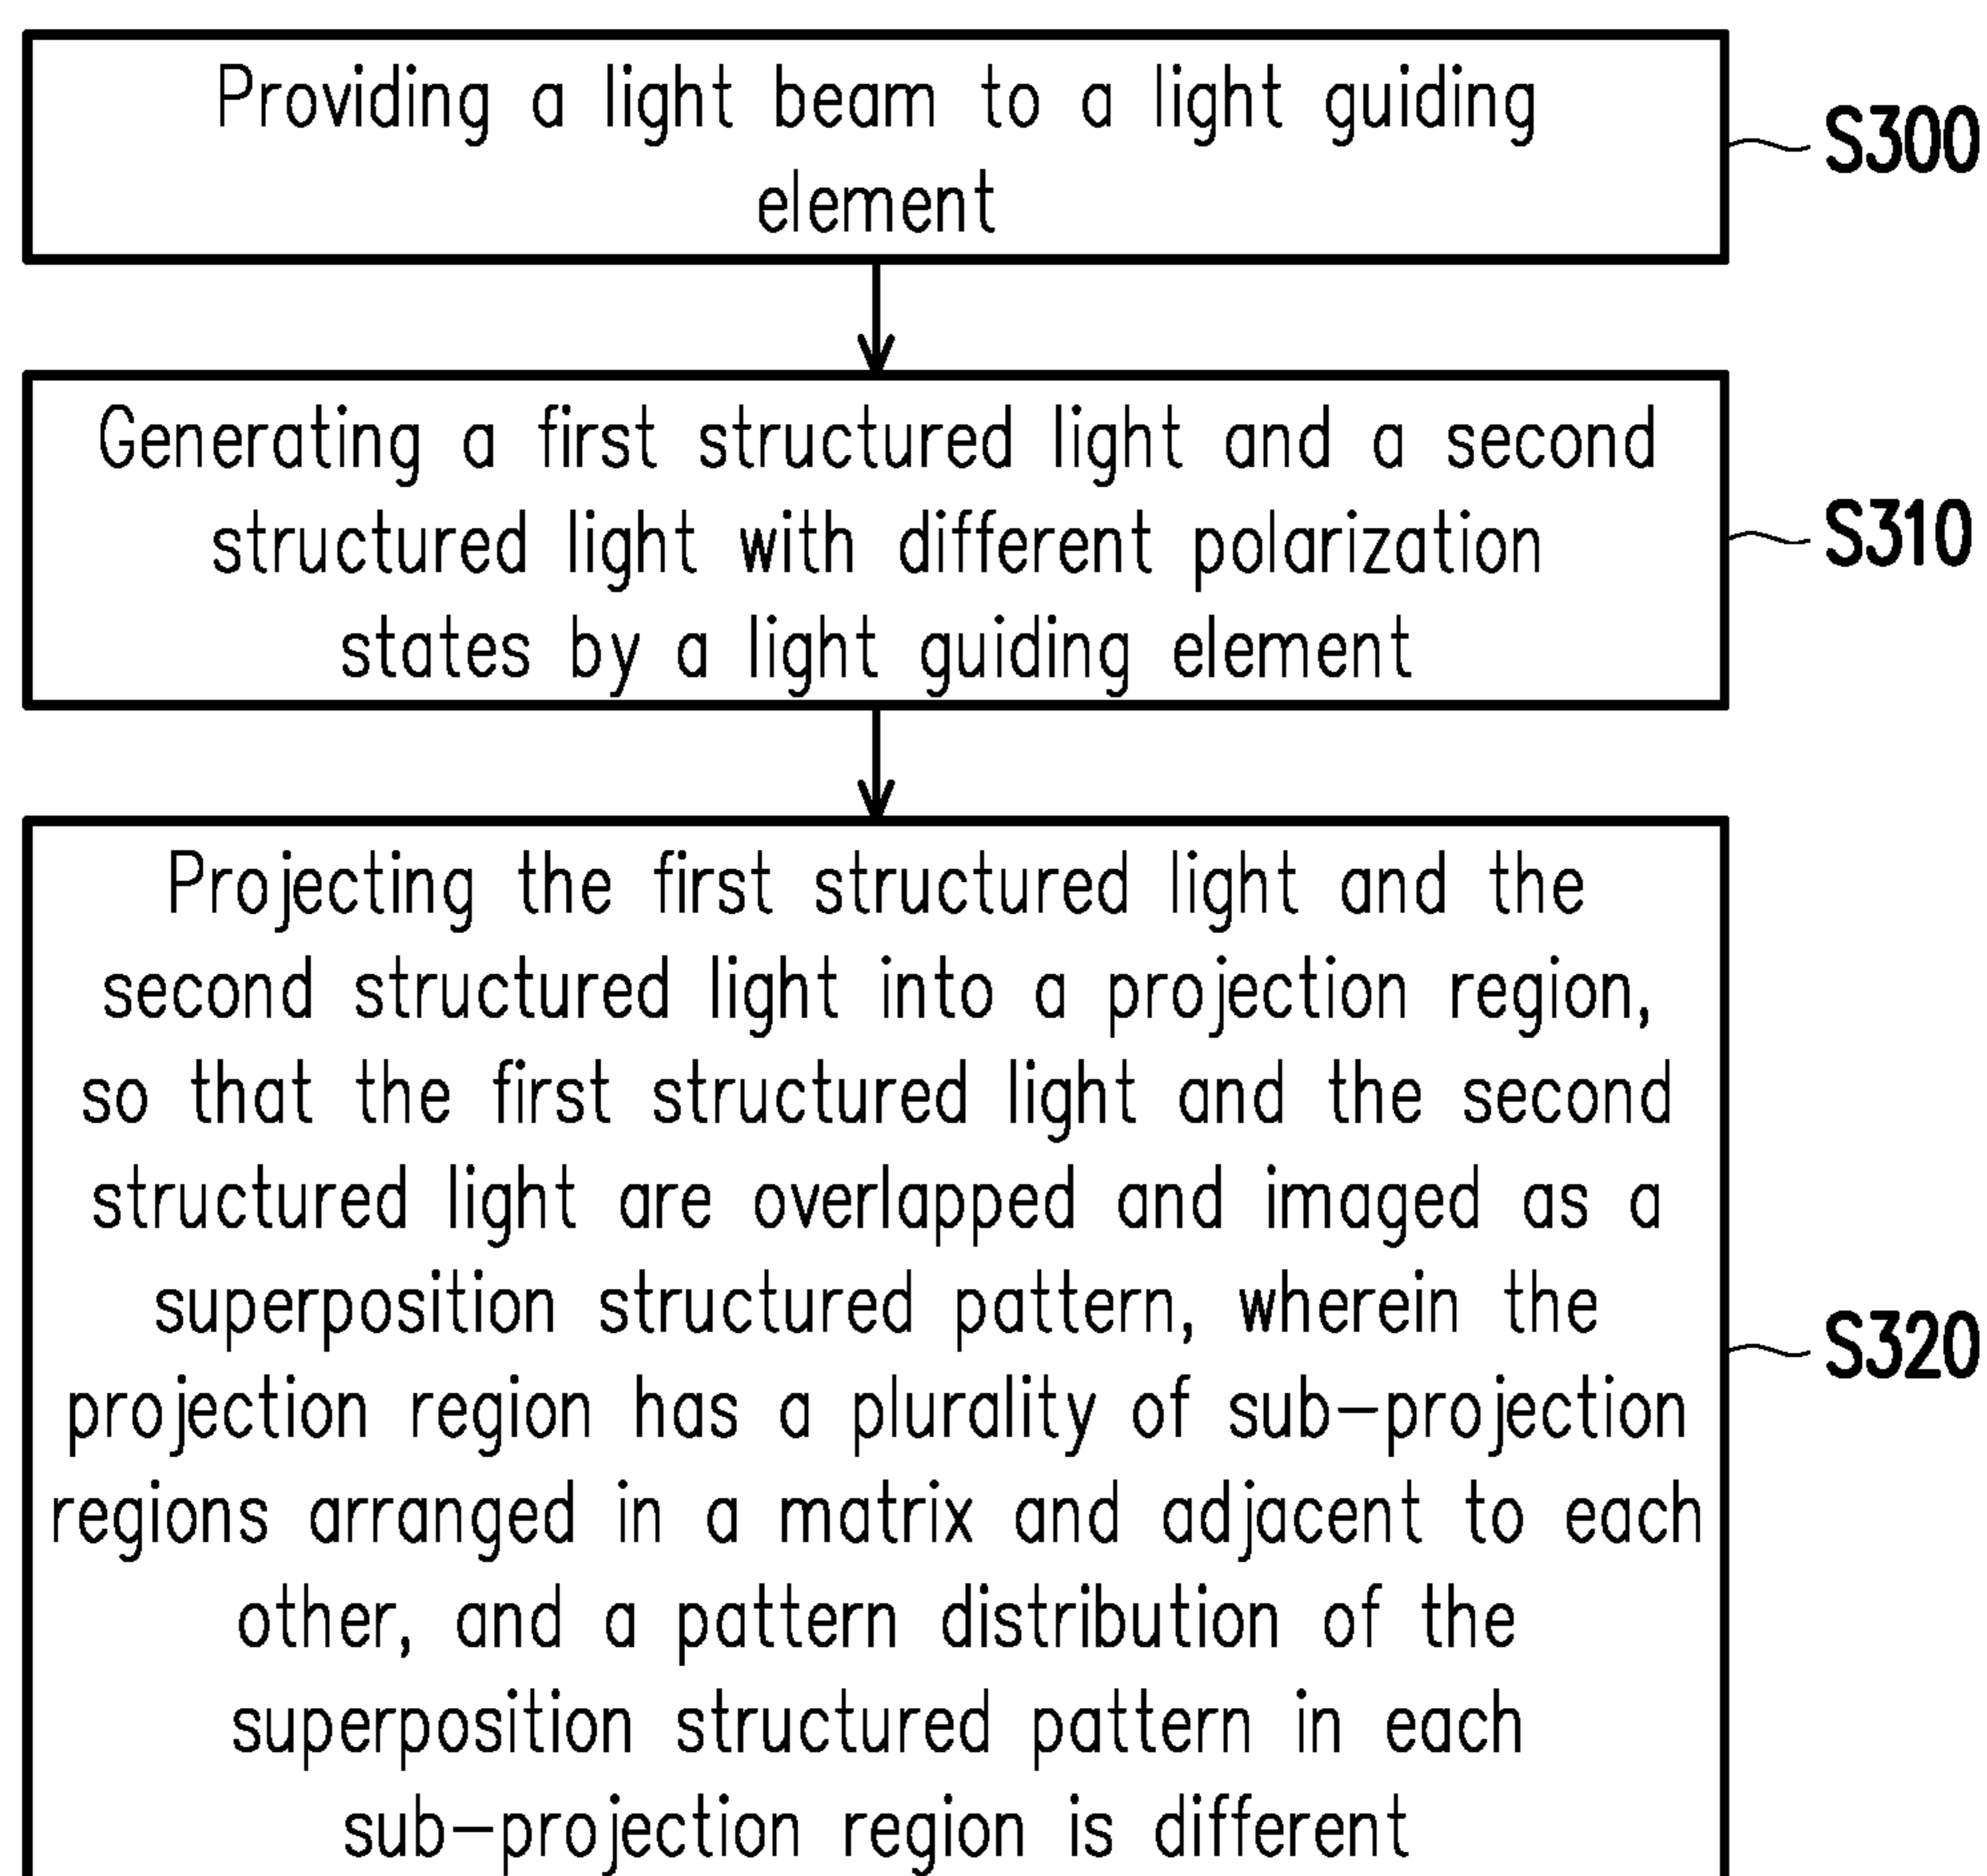 Providing a light beam to a light guiding
element
S300
Generating a first structured light and a second
structured light with different polarization
states by a light guiding element
S310
Projecting the first structured light and the
second structured light into a projection region,
so that the first structured light and the second
structured light are overlapped and imaged as a
superposition structured pattern, wherein the
projection region has a plurality of sub-projection
regions arranged in a matrix and adjacent to each
other, and a pattern distribution of the
superposition structured pattern in each
sub-projection region is different
S320